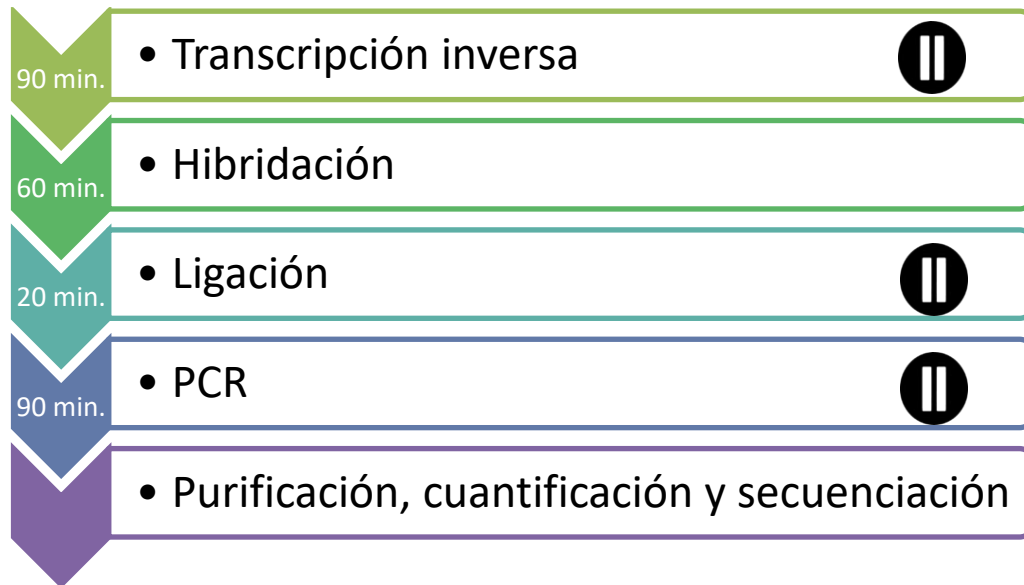 90 min.
• Transcripción inversa
60 min.
• Hibridación
20 min.
• Ligación
90 min.
• PCR
• Purificación, cuantificación y secuenciación